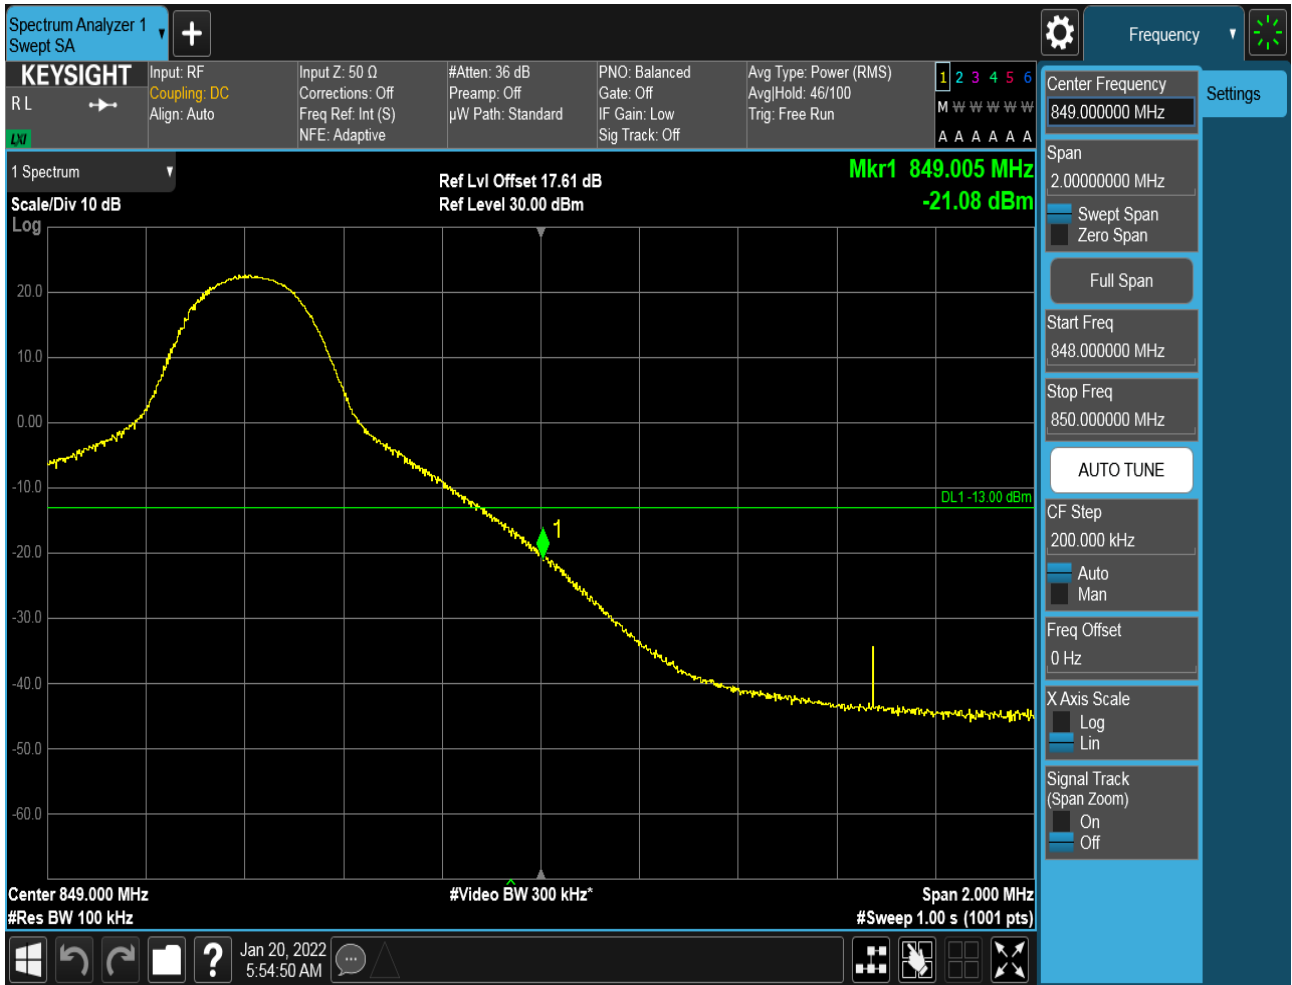 Spectrum Analyzer 1
Swept SA
Frequency
KEYSIGHT
R L
LXI
Input: RF
Coupling: DC
Align: Auto
Input Z: 50 Ω
Corrections: Off
Freq Ref: Int (S)
NFE: Adaptive
#Atten: 36 dB
Preamp: Off
µW Path: Standard
PNO: Balanced
Gate: Off
IF Gain: Low
Sig Track: Off
Avg Type: Power (RMS)
Avg|Hold: 46/100
Trig: Free Run
1 2 3 4 5 6
M W W W W W
A A A A A A
1 Spectrum
Scale/Div 10 dB
Log
Ref Lvl Offset 17.61 dB
Ref Level 30.00 dBm
Mkr1 849.005 MHz
-21.08 dBm
20.0
10.0
0.00
-10.0
-20.0
-30.0
-40.0
-50.0
-60.0
DL1 -13.00 dBm
1
Center 849.000 MHz
#Res BW 100 kHz
#Video BW 300 kHz*
Span 2.000 MHz
#Sweep 1.00 s (1001 pts)
Jan 20, 2022
5:54:50 AM
Center Frequency
849.000000 MHz
Settings
Span
2.00000000 MHz
Swept Span
Zero Span
Full Span
Start Freq
848.000000 MHz
Stop Freq
850.000000 MHz
AUTO TUNE
CF Step
200.000 kHz
Auto
Man
Freq Offset
0 Hz
X Axis Scale
Log
Lin
Signal Track
(Span Zoom)
On
Off